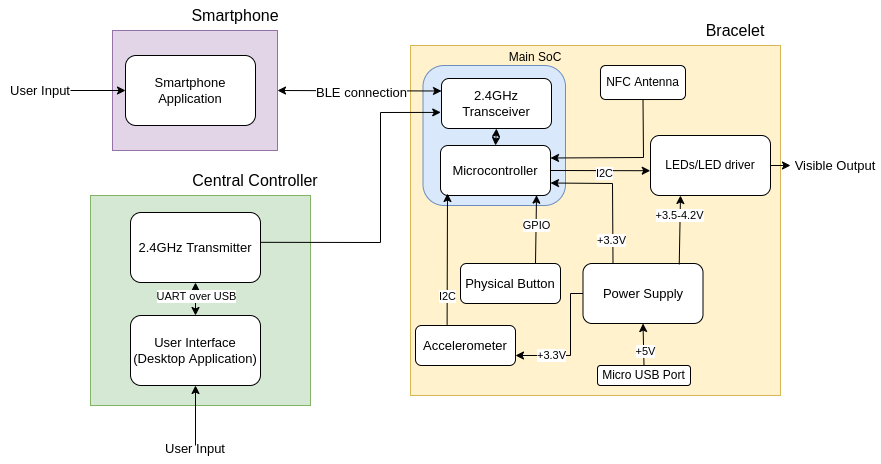 Smartphone
User Input
Smartphone
Application
BLE connection
Bracelet
Main SoC
2.4GHz
Transceiver
NFC Antenna
Microcontroller
I2C
LEDs/LED driver
Visible Output
+3.5-4.2V
GPIO
+3.3V
Physical Button
Power Supply
I2C
Accelerometer
+3.3V
+5V
Micro USB Port
Central Controller
2.4GHz Transmitter
UART over USB
User Interface
(Desktop Application)
User Input